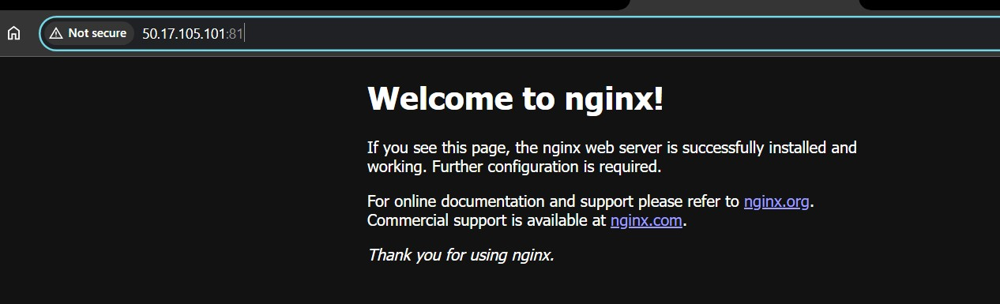 Not secure 50.17.105.101:81
Welcome to nginx!
If you see this page, the nginx web server is successfully installed and
working. Further configuration is required.
For online documentation and support please refer to nginx.org.
Commercial support is available at nginx.com.
Thank you for using nginx.